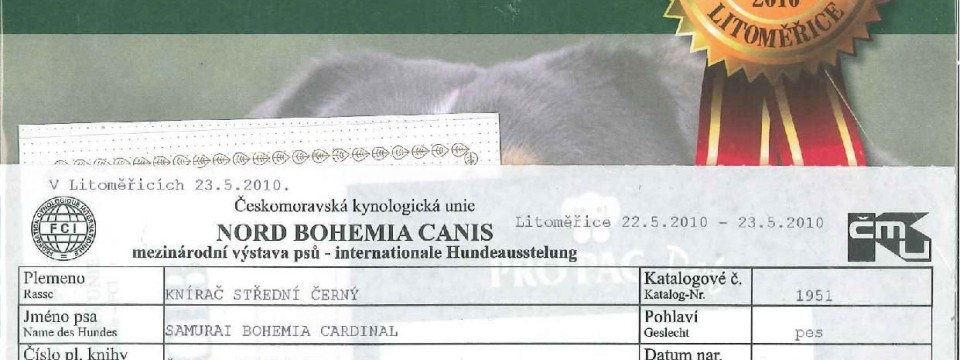 2010
LITOMĚŘICE
V Litoměřicích 23.5.2010.
Českomoravská kynologická unie
Litoměřice 22.5.2010 - 23.5.2010
FCI
NORD BOHEMIA CANIS
ČMKU
mezinárodní výstava psů - internationale Hundeausstelung
Plemeno
Rasse
KNÍRAČ STŘEDNÍ ČERNÝ
Katalogové č.
Katalog-Nr.
1951
Jméno psa
Name des Hundes
SAMURAI BOHEMIA CARDINAL
Pohlaví
Geslecht
pes
Číslo pl. knihy
Datum nar.